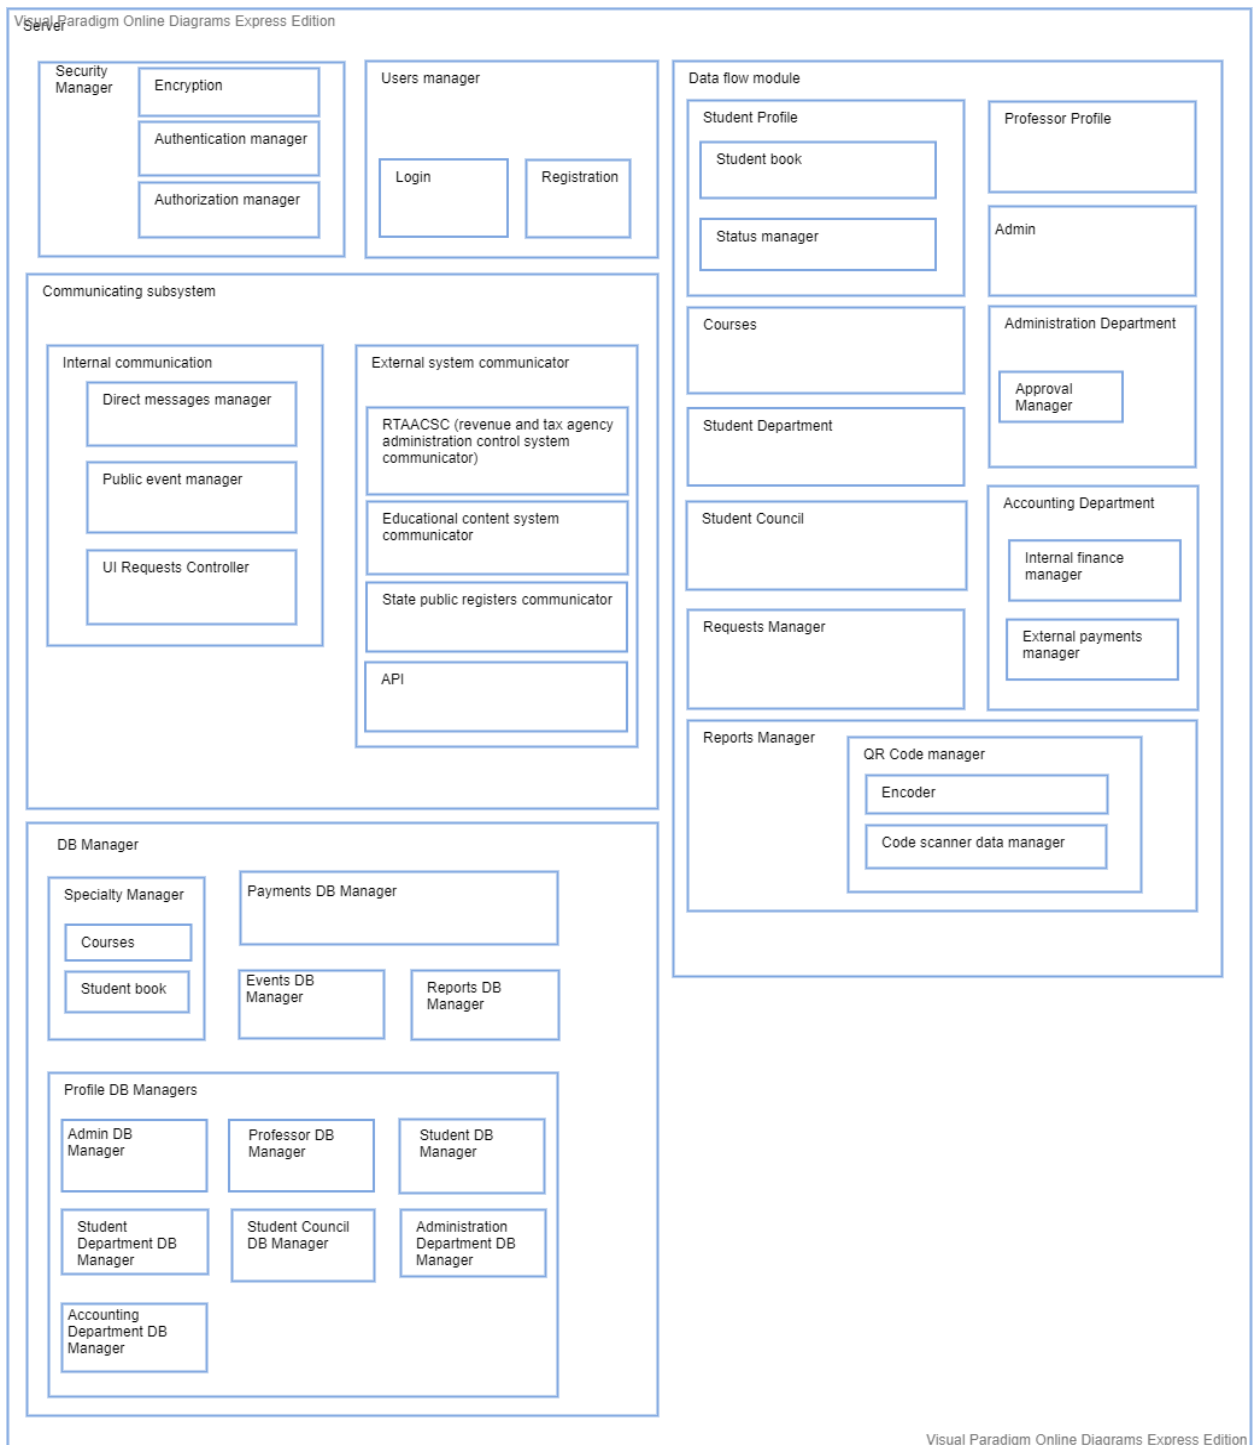 Visual Paradigm Online Diagrams Express Edition
Server
Security
Manager
Encryption
Authentication manager
Authorization manager
Users manager
Login
Registration
Communicating subsystem
Internal communication
Direct messages manager
Public event manager
UI Requests Controller
External system communicator
RTAACSC (revenue and tax agency
administration control system
communicator)
Educational content system
communicator
State public registers communicator
API
Data flow module
Student Profile
Student book
Status manager
Professor Profile
Admin
Courses
Administration Department
Approval
Manager
Student Department
Student Council
Accounting Department
Internal finance
manager
External payments
manager
Requests Manager
Reports Manager
QR Code manager
Encoder
Code scanner data manager
DB Manager
Specialty Manager
Courses
Student book
Payments DB Manager
Events DB
Manager
Reports DB
Manager
Profile DB Managers
Admin DB
Manager
Professor DB
Manager
Student DB
Manager
Student
Department DB
Manager
Student Council
DB Manager
Administration
Department DB
Manager
Accounting
Department DB
Manager
Visual Paradigm Online Diagrams Express Edition